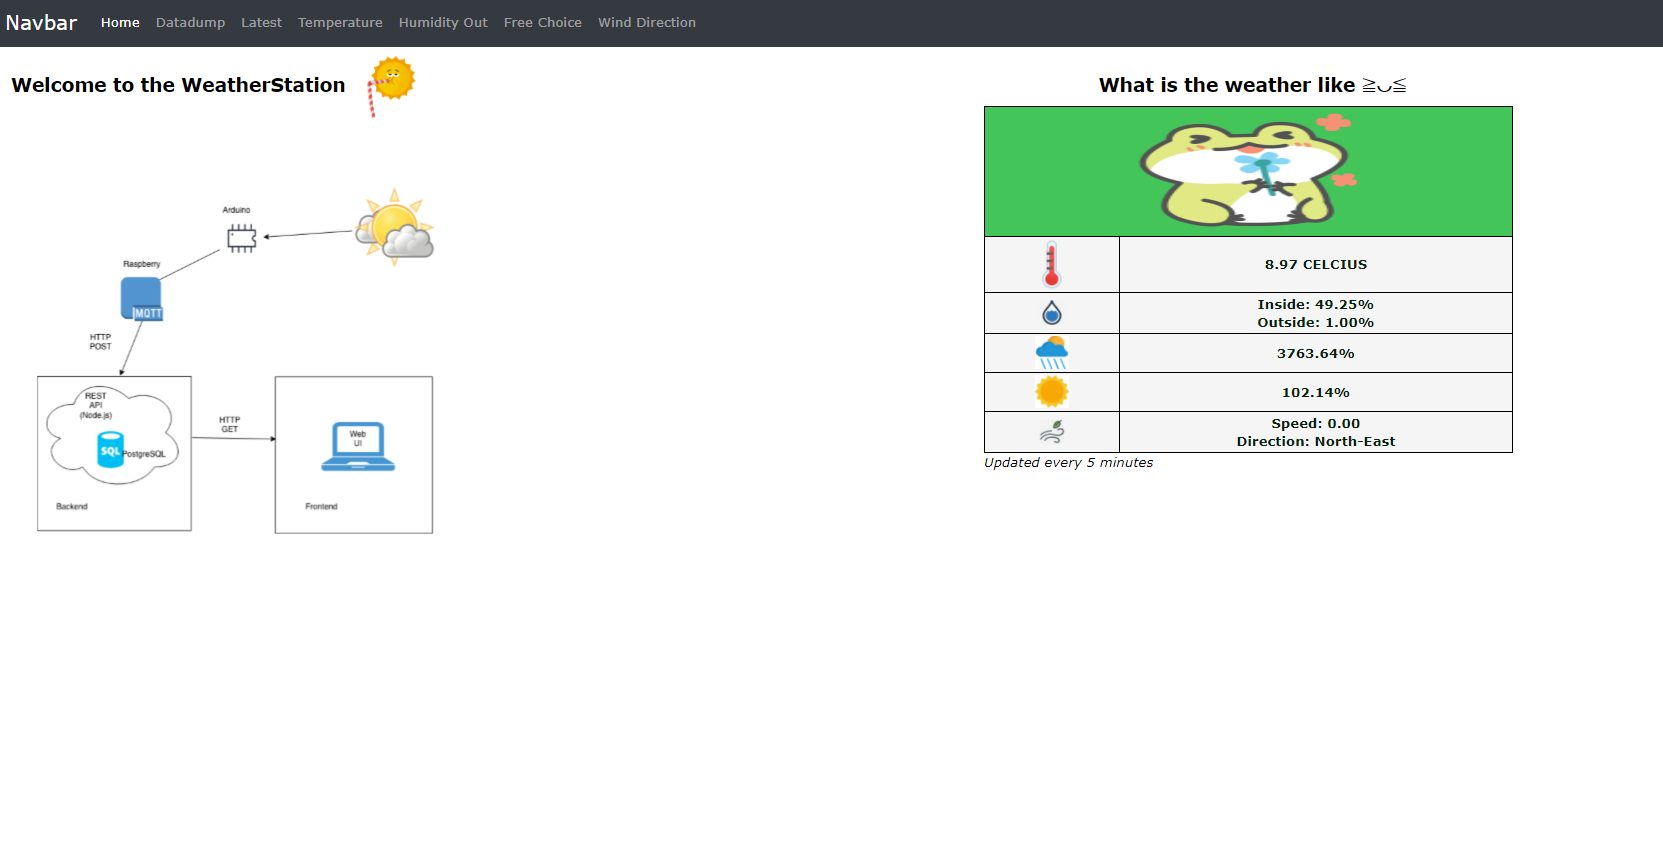 Navbar Home Datadump Latest Temperature Humidity Out Free Choice Wind Direction
Welcome to the WeatherStation
Arduino
Raspberry
MQTT
HTTP
POST
REST
API
(Node.js)
SQL
PostgreSQL
Backend
HTTP
GET
Web
UI
Frontend
What is the weather like ≧◡≦
8.97 CELCIUS
Inside: 49.25%
Outside: 1.00%
3763.64%
102.14%
Speed: 0.00
Direction: North-East
Updated every 5 minutes